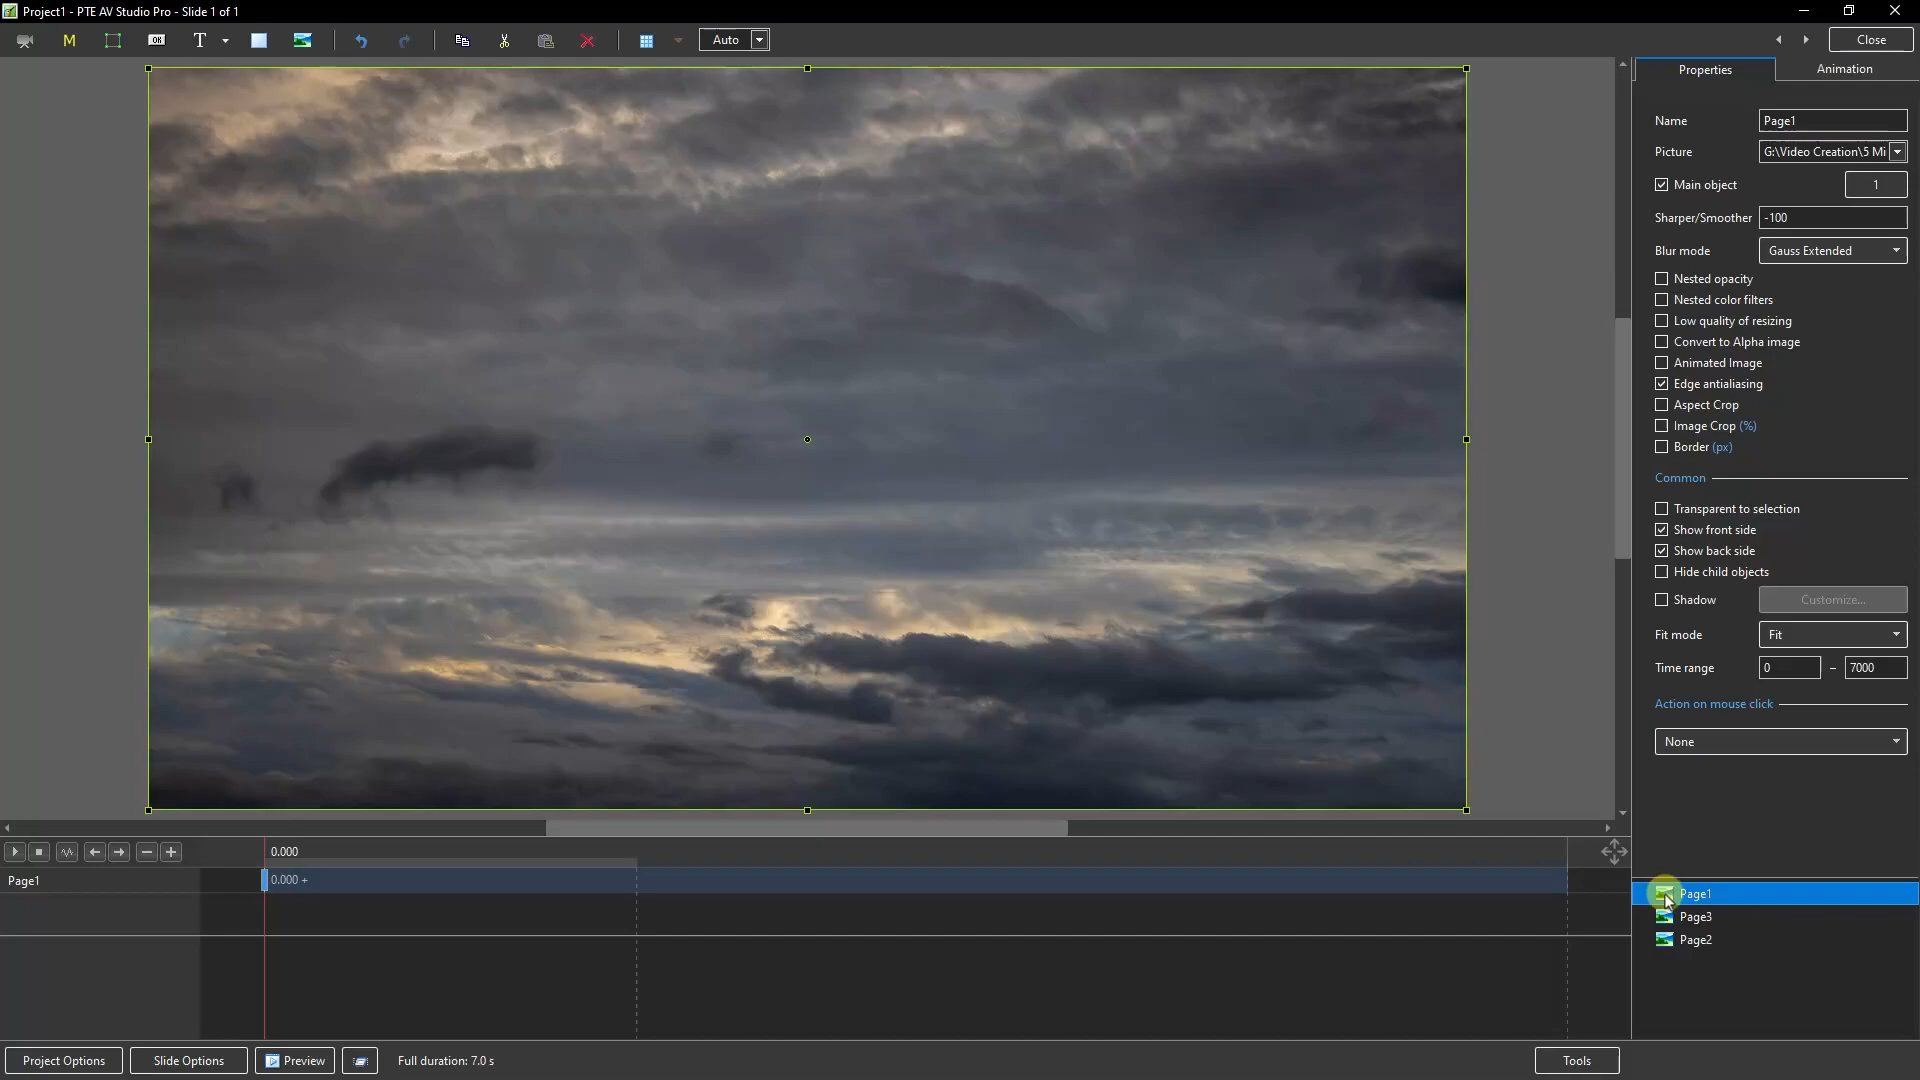 Project1 - PTE AV Studio Pro - Slide 1 of 1
M
OK
T
Auto
Close
Properties
Animation
Name
Page1
Picture
G:\Video Creation\5 Mi
Main object
1
Sharper/Smoother
-100
Blur mode
Gauss Extended
Nested opacity
Nested color filters
Low quality of resizing
Convert to Alpha image
Animated Image
Edge antialiasing
Aspect Crop
Image Crop (%)
Border (px)
Common
Transparent to selection
Show front side
Show back side
Hide child objects
Shadow
Customize...
Fit mode
Fit
Time range
0
–
7000
Action on mouse click
None
0.000
Page1
0.000 +
Page1
Page3
Page2
Project Options
Slide Options
Preview
Full duration: 7.0 s
Tools